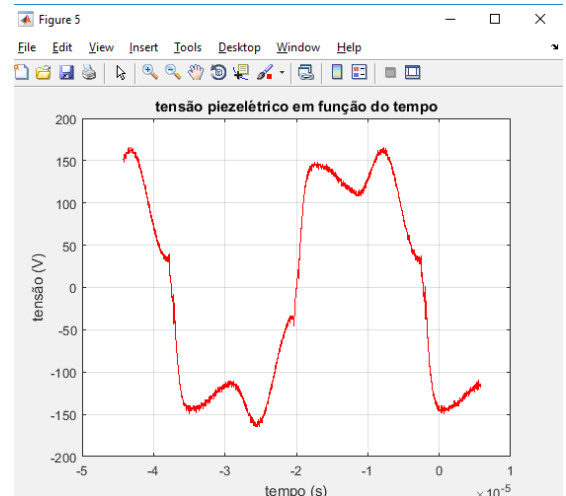 Figure 5
File Edit View Insert Tools Desktop Window Help
tensão piezelétrico em função do tempo
200
150
100
50
0
-50
-100
-150
-200
tensão (V)
-5 -4 -3 -2 -1 0 1
tempo (s)
×10^-5